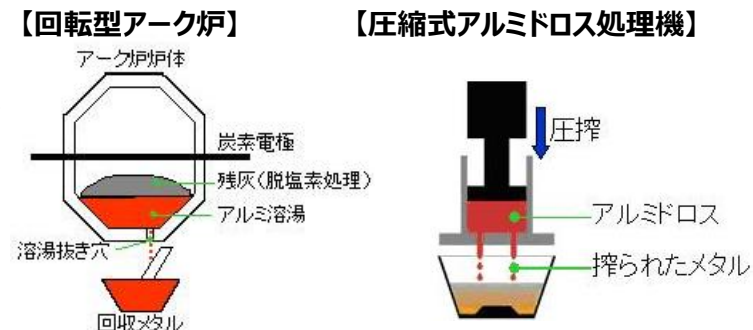 【回転型アーク炉】
アーク炉炉体
炭素電極
残灰(脱塩素処理)
アルミ溶湯
溶湯抜き穴
回収メタル
【圧縮式アルミドロス処理機】
圧搾
アルミドロス
搾られたメタル